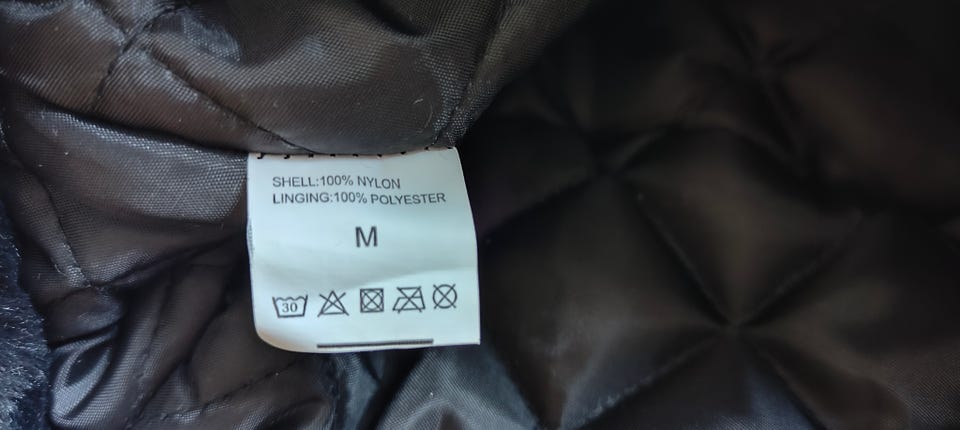 SHELL:100% NYLON
LINGING:100% POLYESTER
M
30